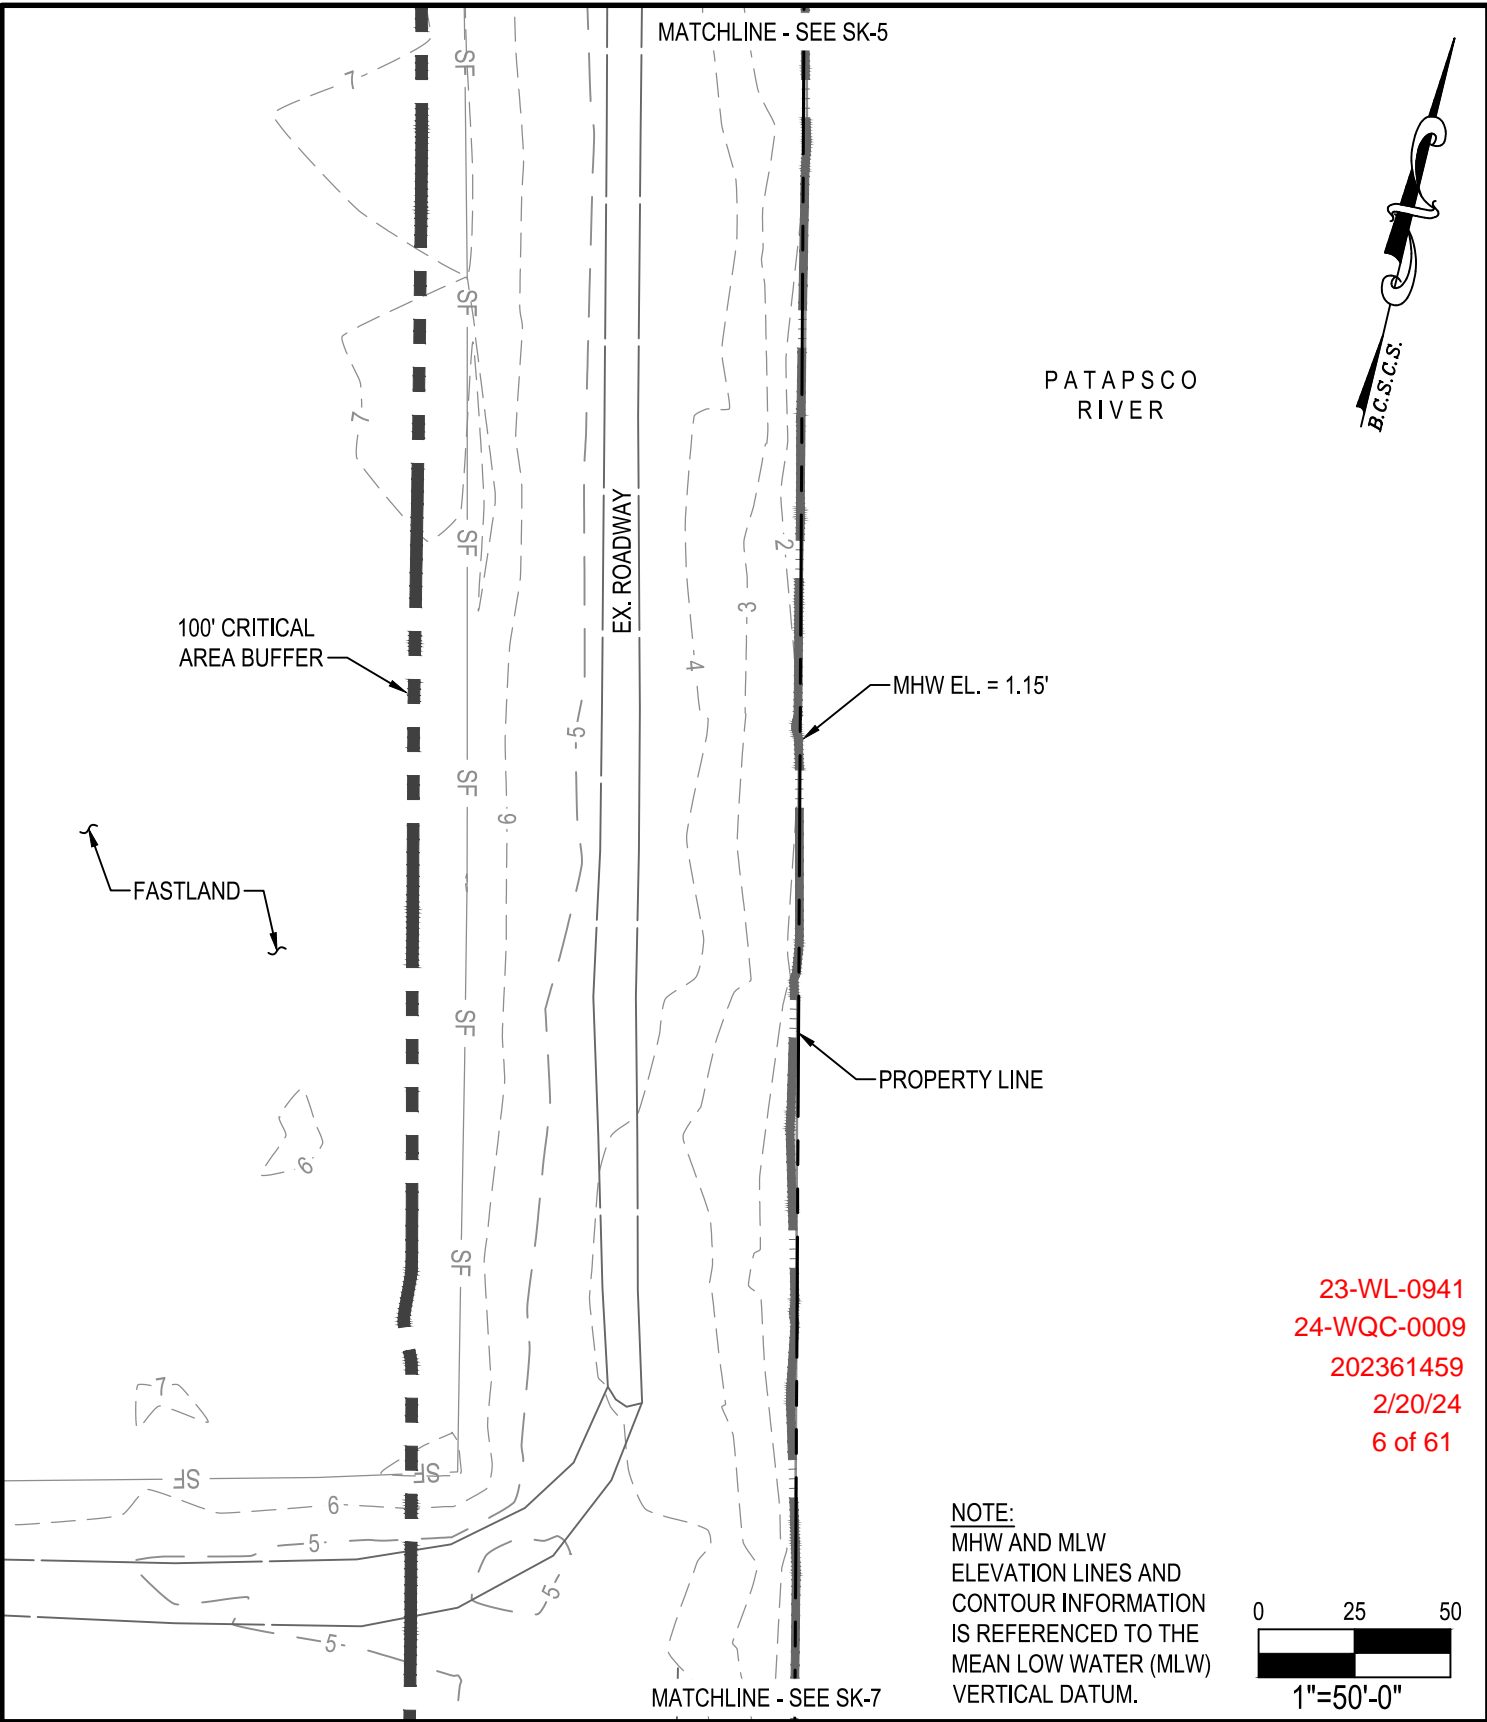 MATCHLINE - SEE SK-5
SF
7
SF
7
PATAPSCO
RIVER
B.C.S.C.S.
EX. ROADWAY
SF
2
3
4
100' CRITICAL
AREA BUFFER
MHW EL. = 1.15'
5
SF
6
FASTLAND
SF
PROPERTY LINE
6
SF
23-WL-0941
24-WQC-0009
202361459
2/20/24
6 of 61
7
SF
SF
6
5
5
5
NOTE:
MHW AND MLW
ELEVATION LINES AND
CONTOUR INFORMATION
IS REFERENCED TO THE
MEAN LOW WATER (MLW)
VERTICAL DATUM.
0 25 50
1"=50'-0"
MATCHLINE - SEE SK-7